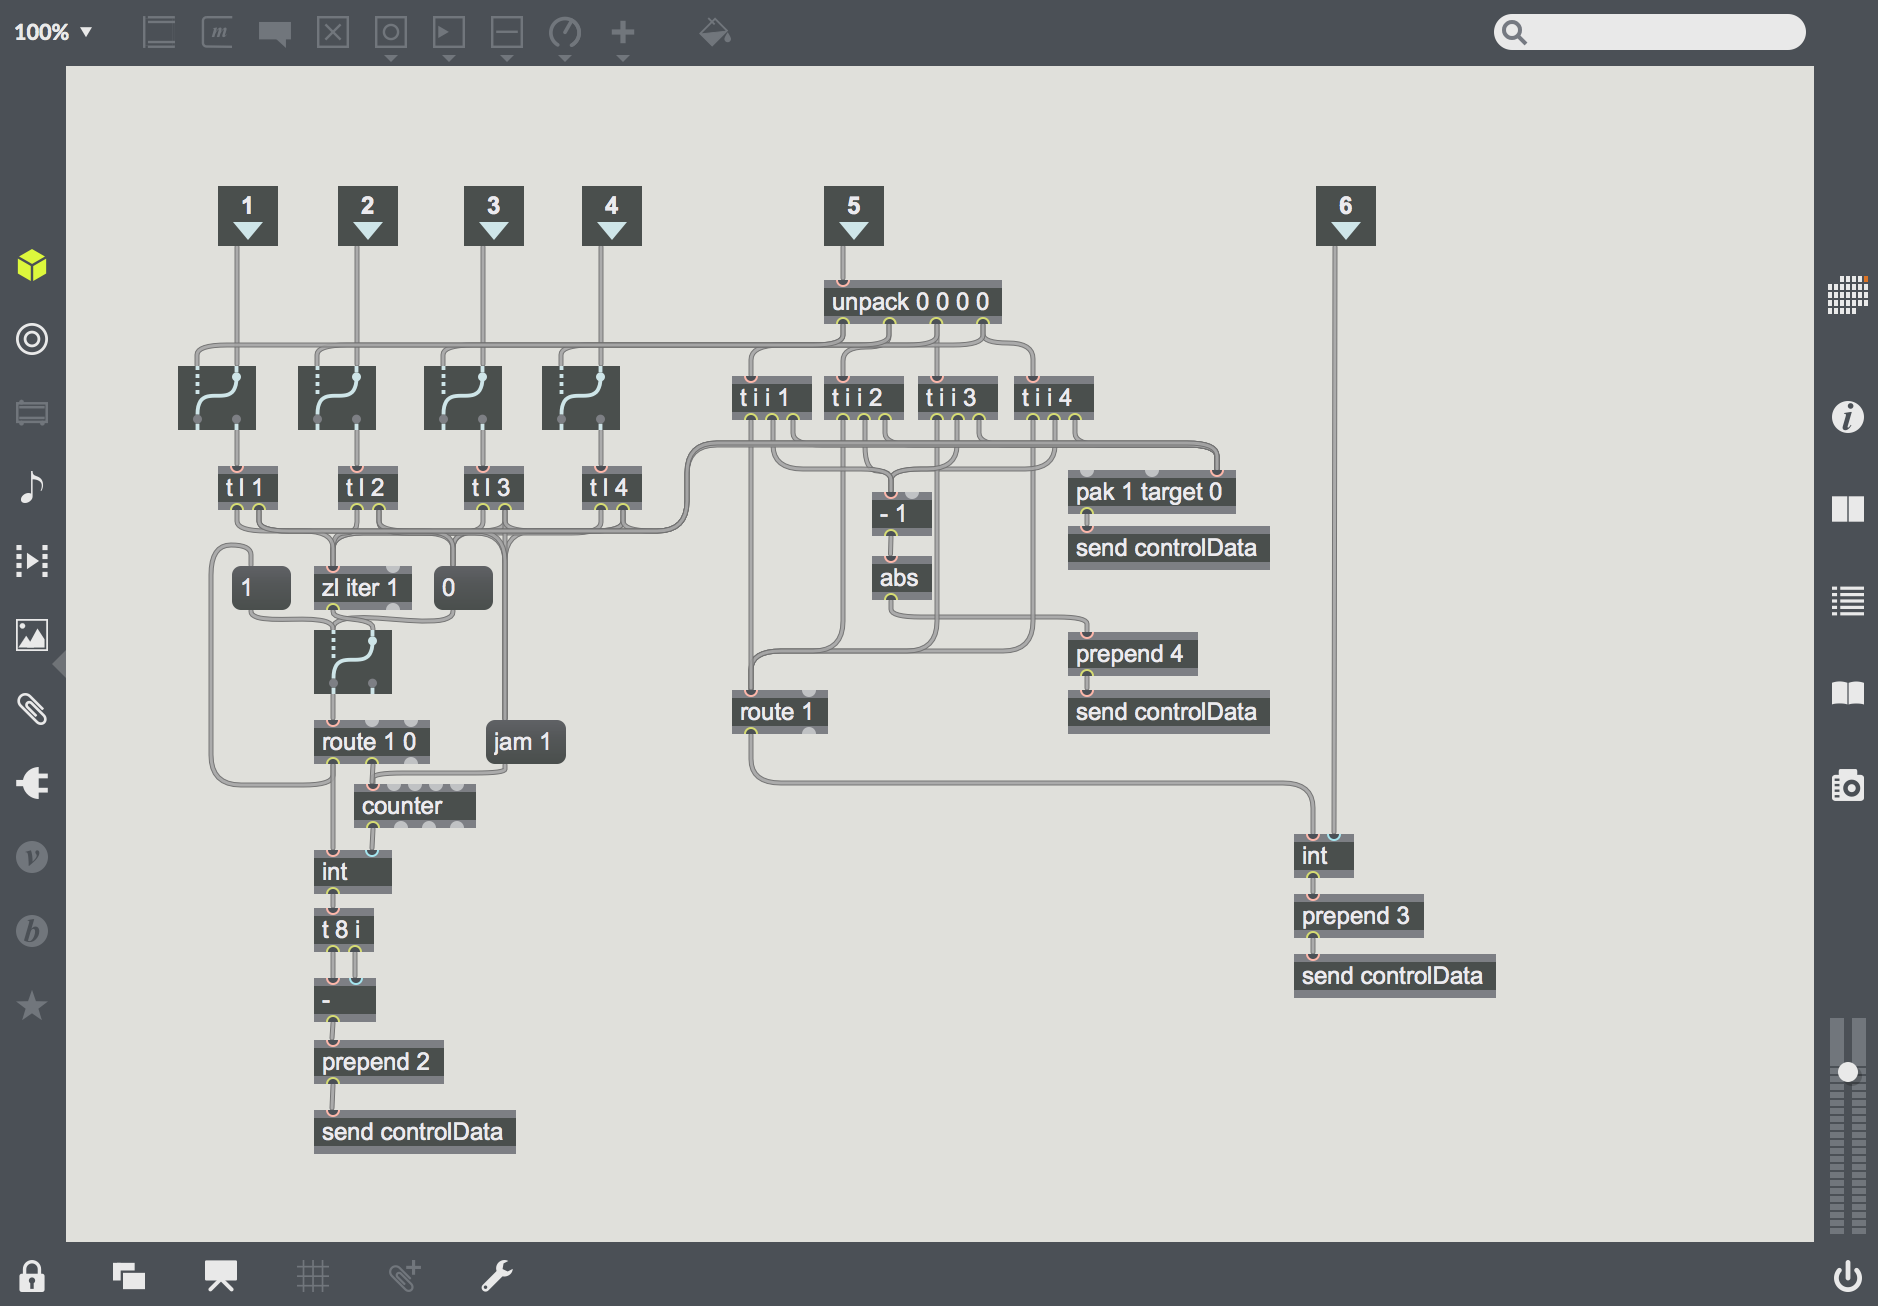 100%
m
1
2
3
4
5
6
unpack 0 0 0 0
t i i 1
t i i 2
t i i 3
t i i 4
t l 1
t l 2
t l 3
t l 4
- 1
pak 1 target 0
send controlData
1
zl iter 1
0
abs
prepend 4
send controlData
route 1
route 1 0
jam 1
counter
int
int
t 8 i
prepend 3
send controlData
-
prepend 2
send controlData
i
v
b